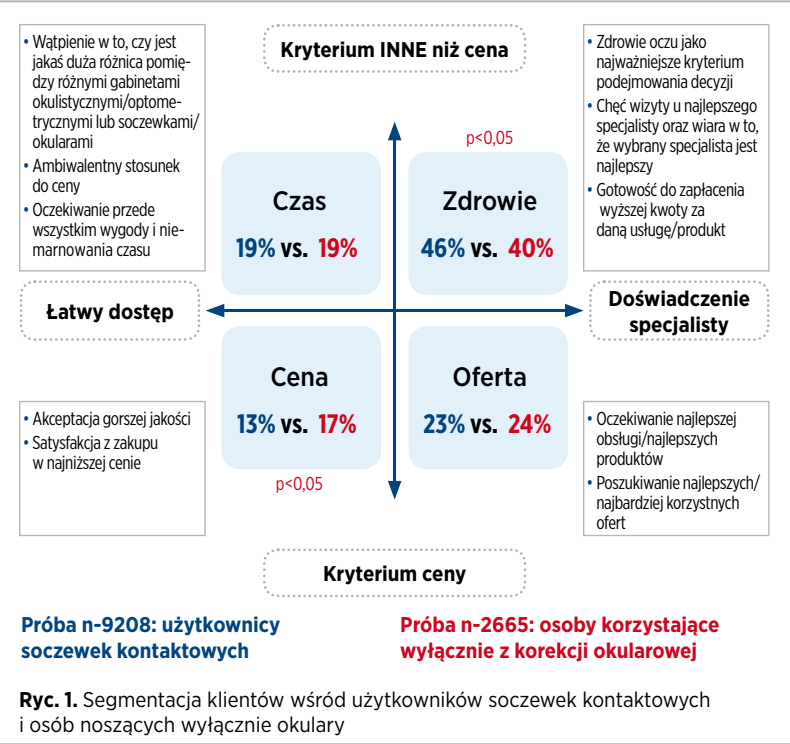 • Wątpienie w to, czy jest
jakaś duża różnica pomię-
dzy różnymi gabinetami
okulistycznymi/optome-
trycznymi lub soczewkami/
okularami
• Ambiwalentny stosunek
do ceny
• Oczekiwanie przede
wszystkim wygody i nie-
marnowania czasu
Kryterium INNE niż cena
• Zdrowie oczu jako
najważniejsze kryterium
podejmowania decyzji
• Chęć wizyty u najlepszego
specjalisty oraz wiara w to,
że wybrany specjalista jest
najlepszy
• Gotowość do zapłacenia
wyższej kwoty za
daną usługę/produkt
p<0,05
Czas
19% vs. 19%
Zdrowie
46% vs. 40%
Łatwy dostęp
Doświadczenie
specjalisty
Cena
13% vs. 17%
Oferta
23% vs. 24%
p<0,05
• Akceptacja gorszej jakości
• Satysfakcja z zakupu
w najniższej cenie
• Oczekiwanie najlepszej
obsługi/najlepszych
produktów
• Poszukiwanie najlepszych/
najbardziej korzystnych
ofert
Kryterium ceny
Próba n-9208: użytkownicy
soczewek kontaktowych
Próba n-2665: osoby korzystające
wyłącznie z korekcji okularowej
Ryc. 1. Segmentacja klientów wśród użytkowników soczewek kontaktowych
i osób noszących wyłącznie okulary